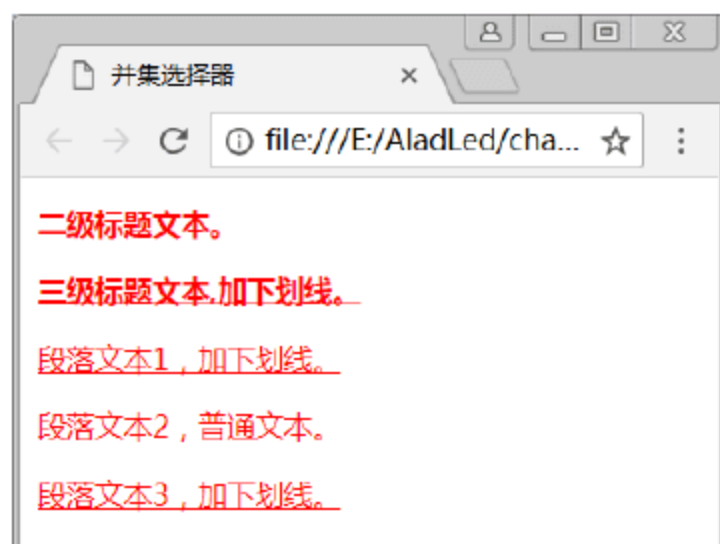 并集选择器
file:///E:/AladLed/cha...
二级标题文本。
三级标题文本,加下划线。
段落文本1，加下划线。
段落文本2，普通文本。
段落文本3，加下划线。